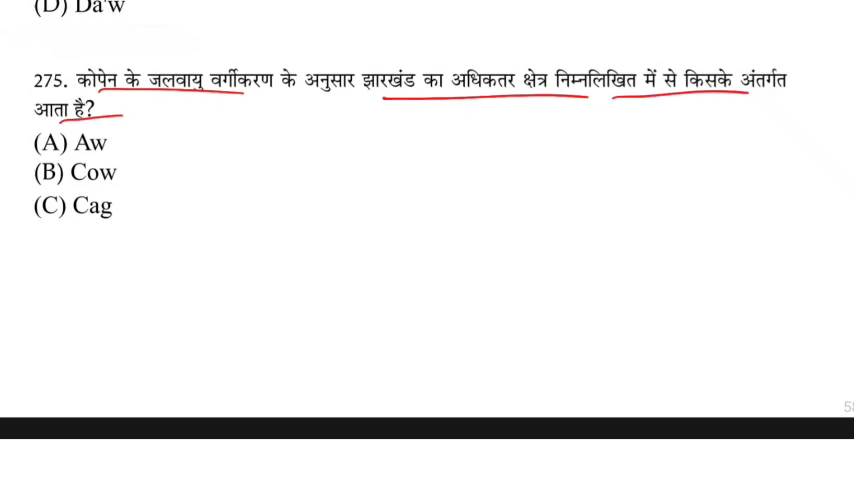 (D) Da'w
275. कोपेन के जलवायु वर्गीकरण के अनुसार झारखंड का अधिकतर क्षेत्र निम्नलिखित में से किसके अंतर्गत
आता है?
(A) Aw
(B) Cow
(C) Cag